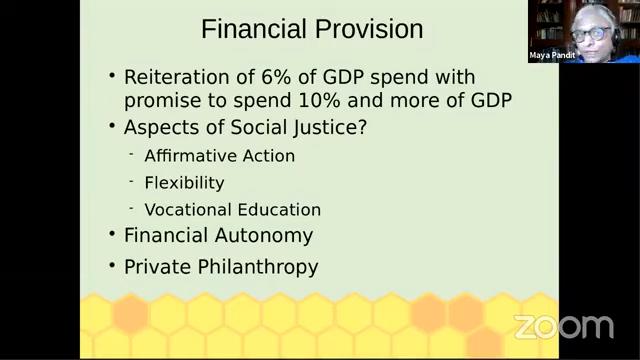 Financial Provision
Maya Pandit
• Reiteration of 6% of GDP spend with
promise to spend 10% and more of GDP
• Aspects of Social Justice?
- Affirmative Action
- Flexibility
- Vocational Education
• Financial Autonomy
• Private Philanthropy
zoom